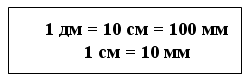 1 дм = 10 см = 100 мм
1 см = 10 мм